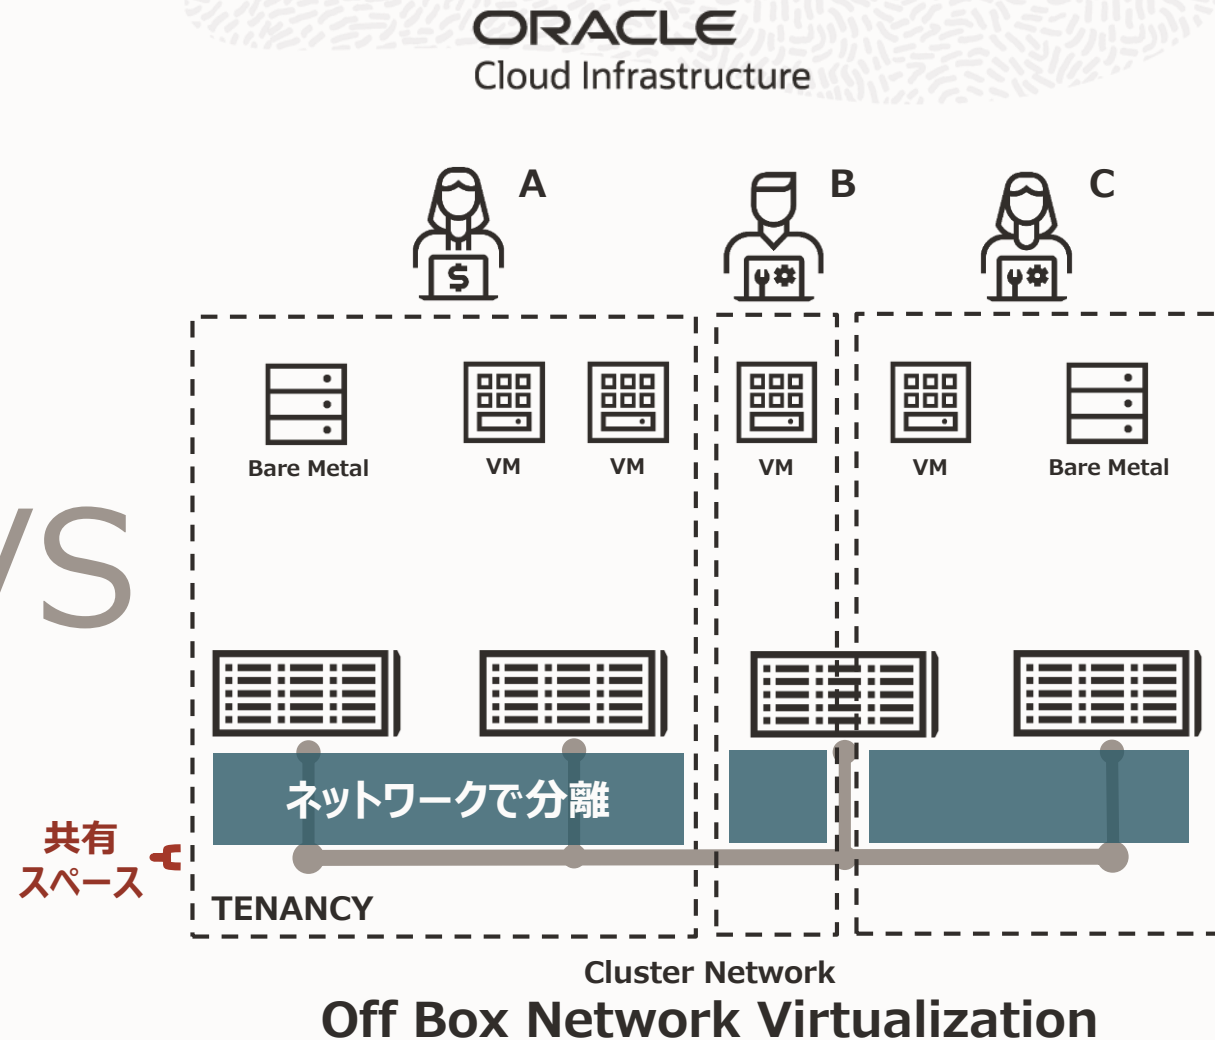 ORACLE
Cloud Infrastructure
A
B
C
Bare Metal
VM
VM
VM
VM
Bare Metal
VS
ネットワークで分離
共有
スペース
TENANCY
Cluster Network
Off Box Network Virtualization